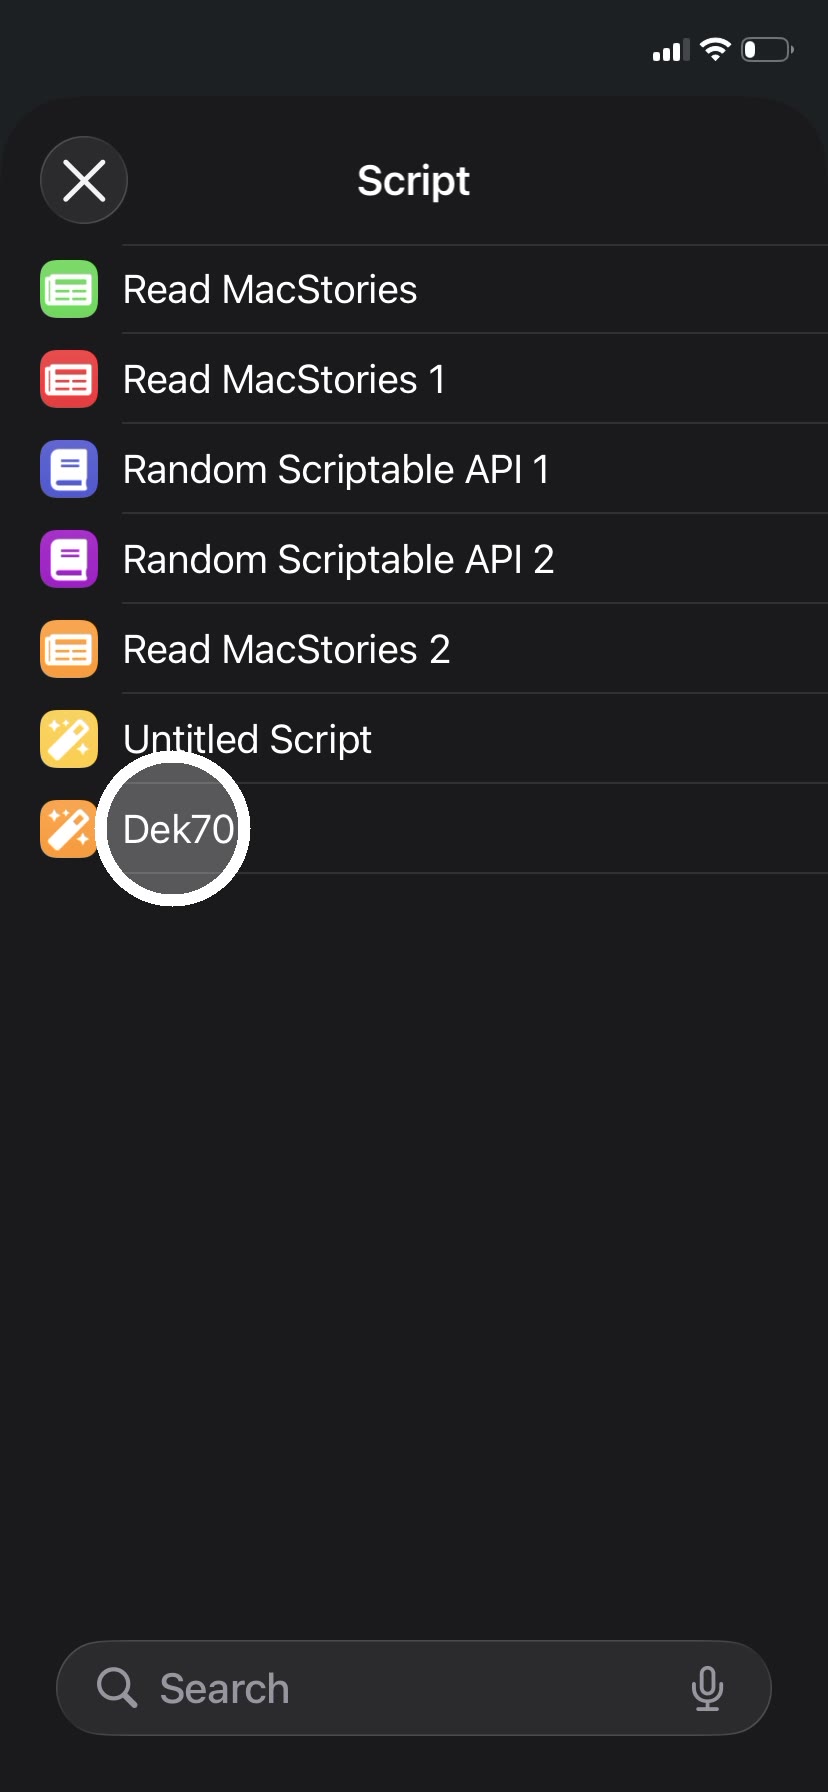 Script
Read MacStories
Read MacStories 1
Random Scriptable API 1
Random Scriptable API 2
Read MacStories 2
Untitled Script
Dek70
Search